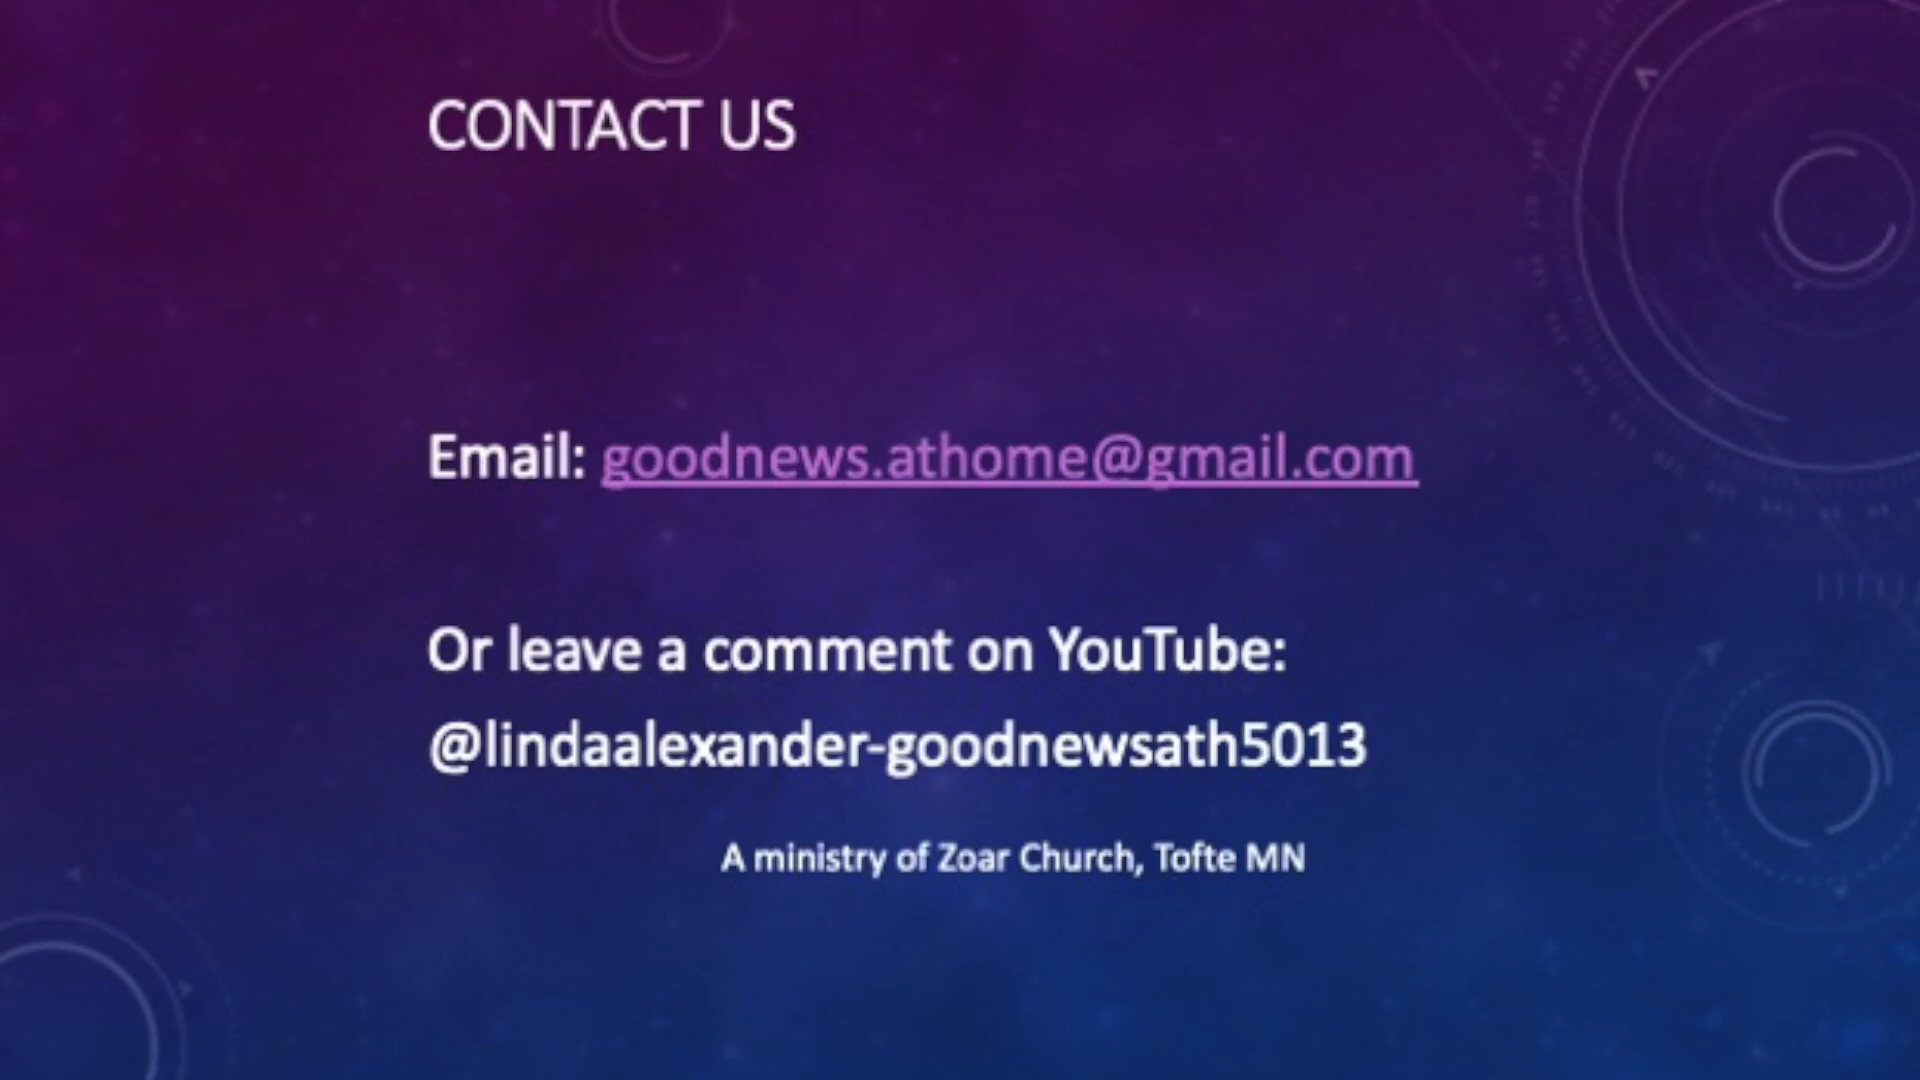 CONTACT US
Email: goodnews.athome@gmail.com
Or leave a comment on YouTube:
@lindaalexander-goodnewsath5013
A ministry of Zoar Church, Tofte MN